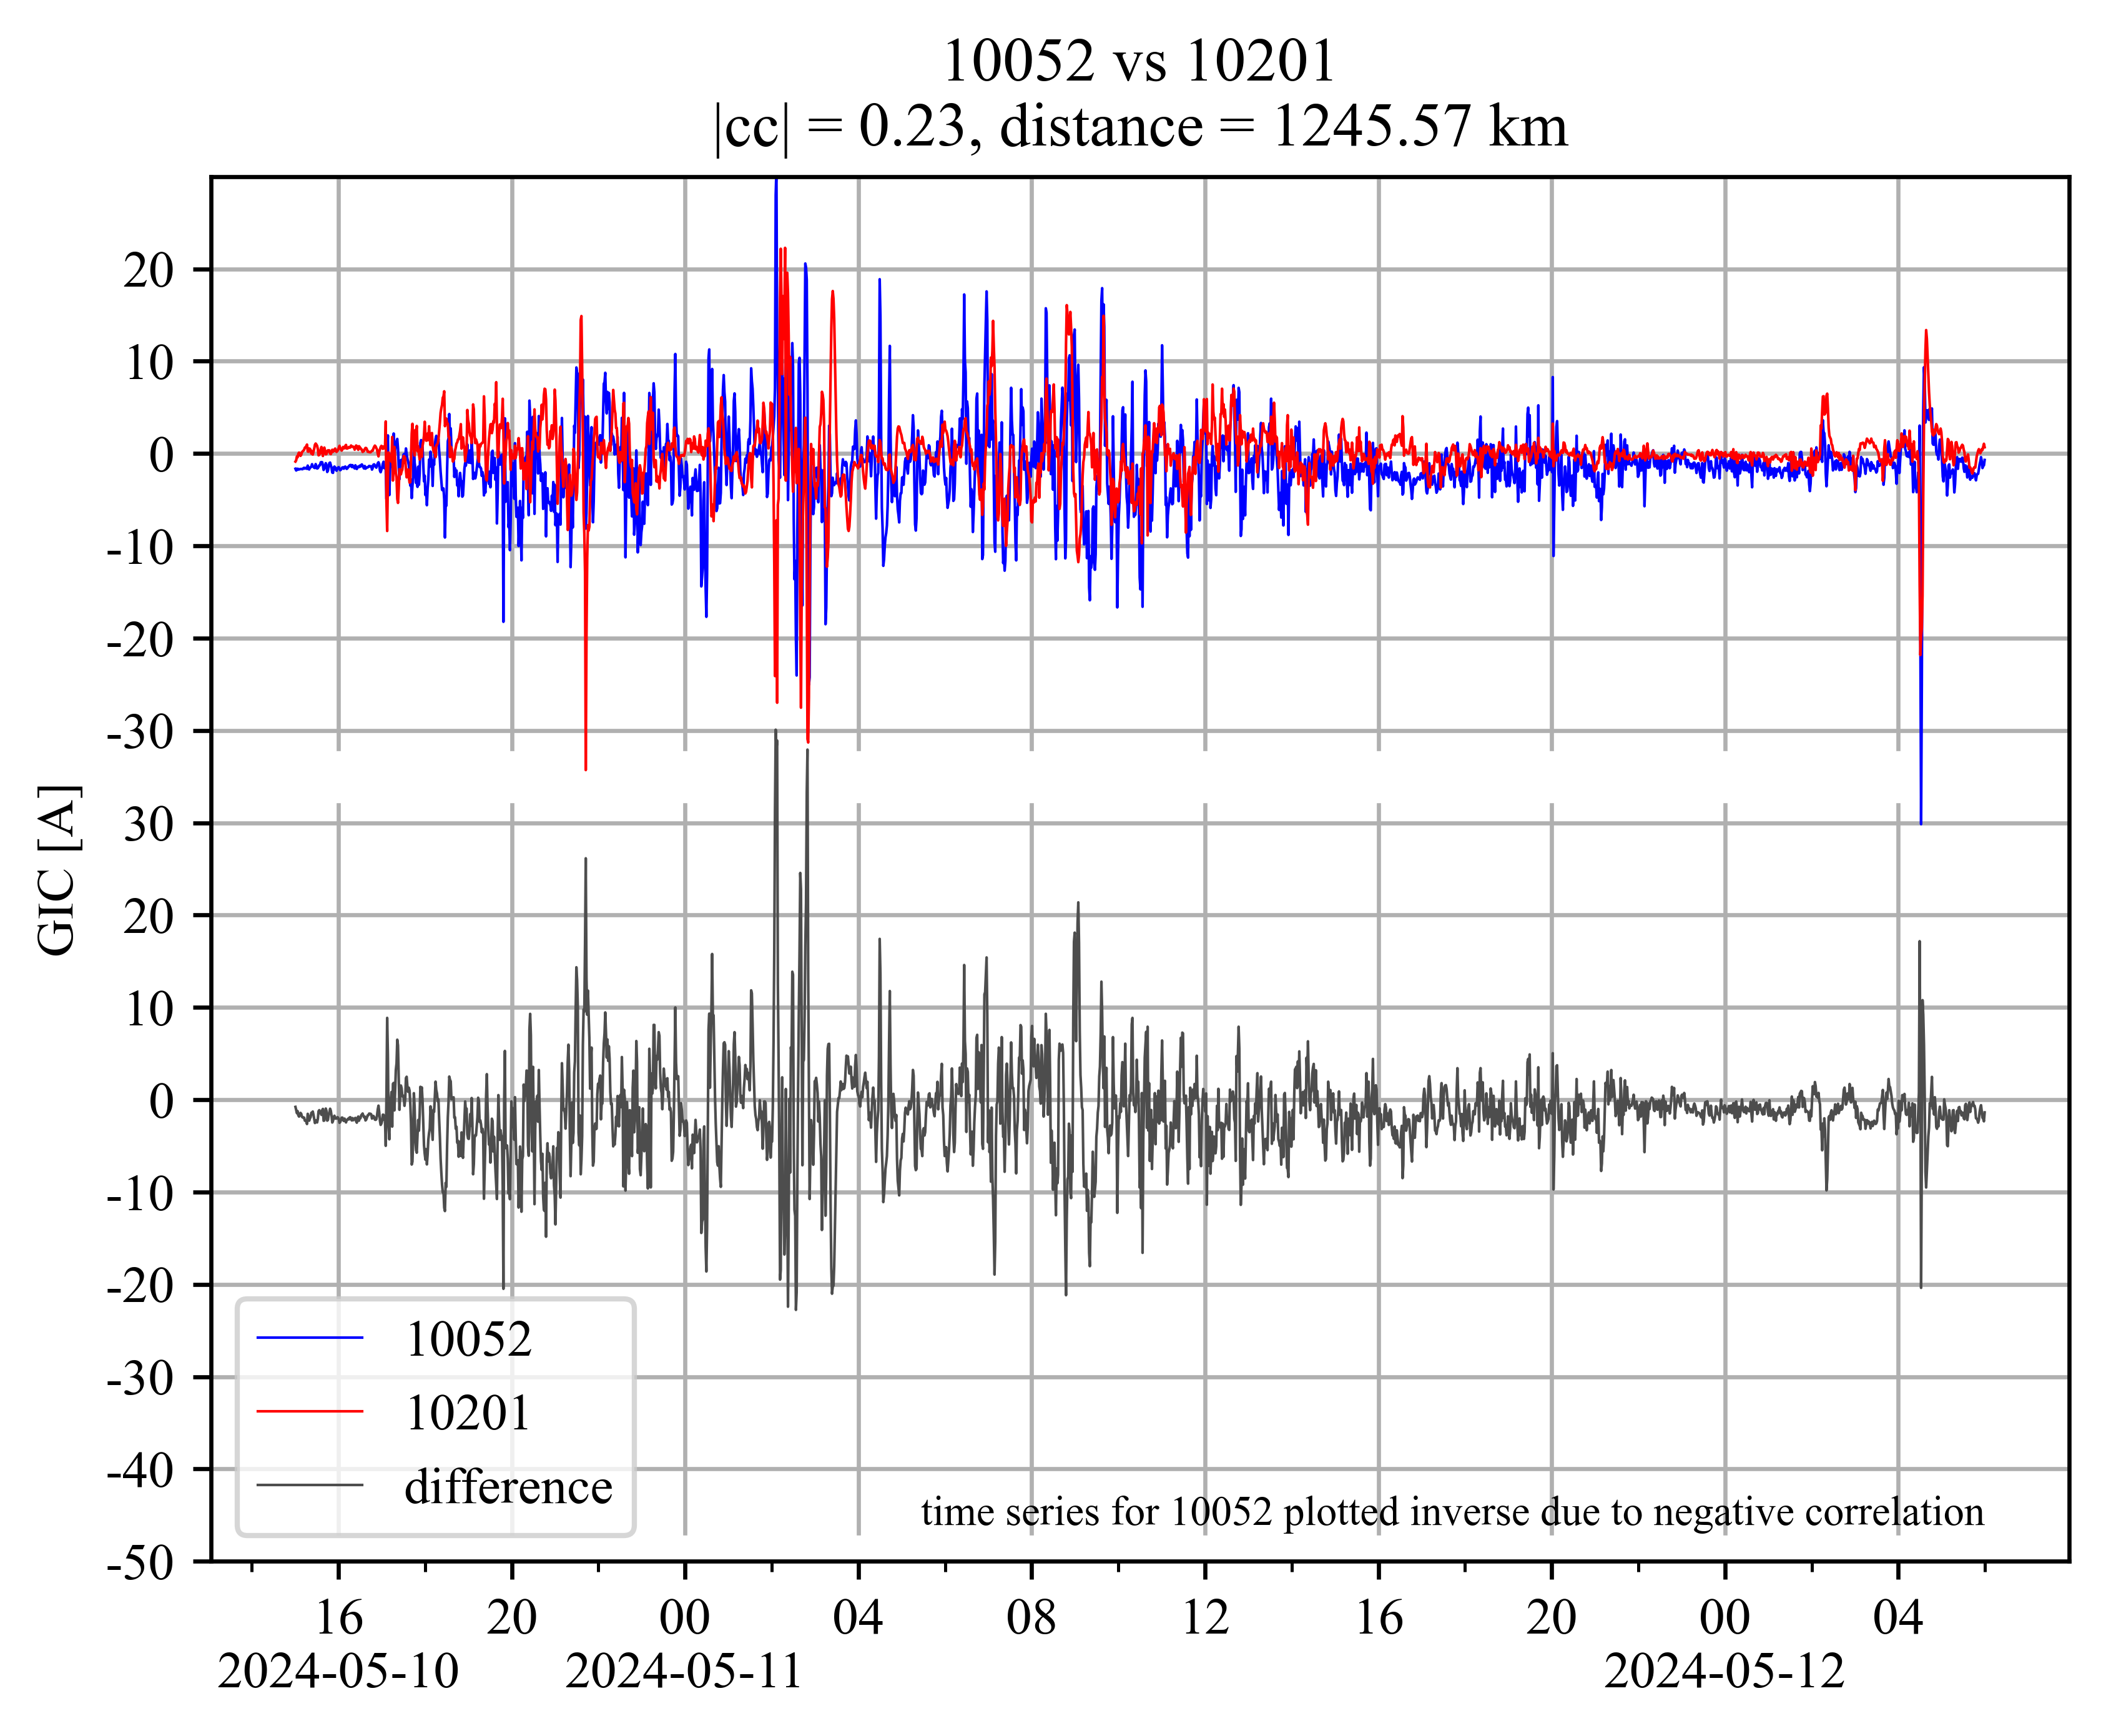 10052 vs 10201
|cc| = 0.23, distance = 1245.57 km
GIC [A]
20
10
0
-10
-20
-30
30
20
10
0
-10
-20
-30
-40
-50
10052
10201
difference
time series for 10052 plotted inverse due to negative correlation
16 20 00 04 08 12 16 20 00 04
2024-05-10 2024-05-11 2024-05-12